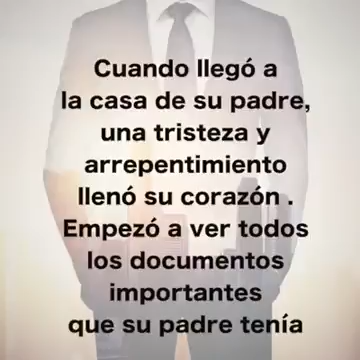 Cuando llegó a
la casa de su padre,
una tristeza y
arrepentimiento
llenó su corazón .
Empezó a ver todos
los documentos
importantes
que su padre tenía